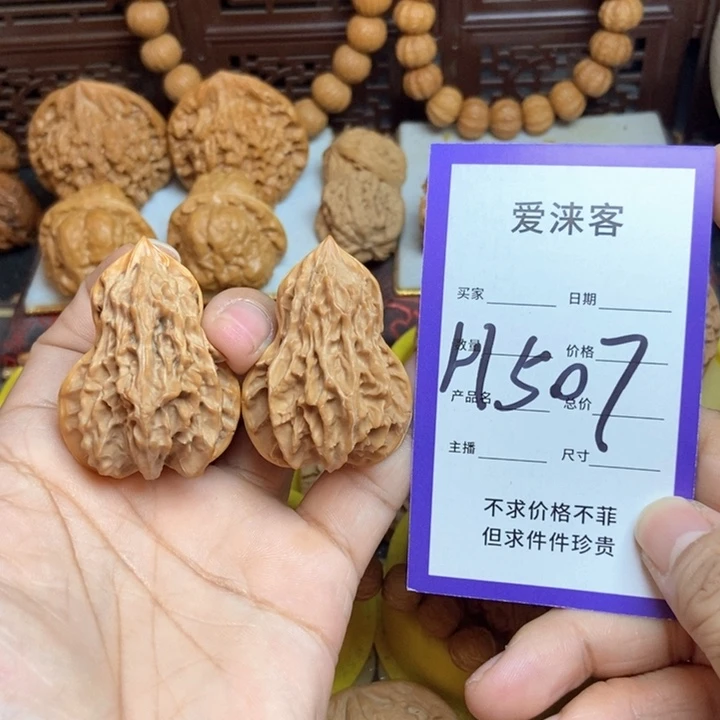 爱涞客
买家 日期
数量 价格
H507
产品名 总价
主播 尺寸
不求价格不菲
但求件件珍贵